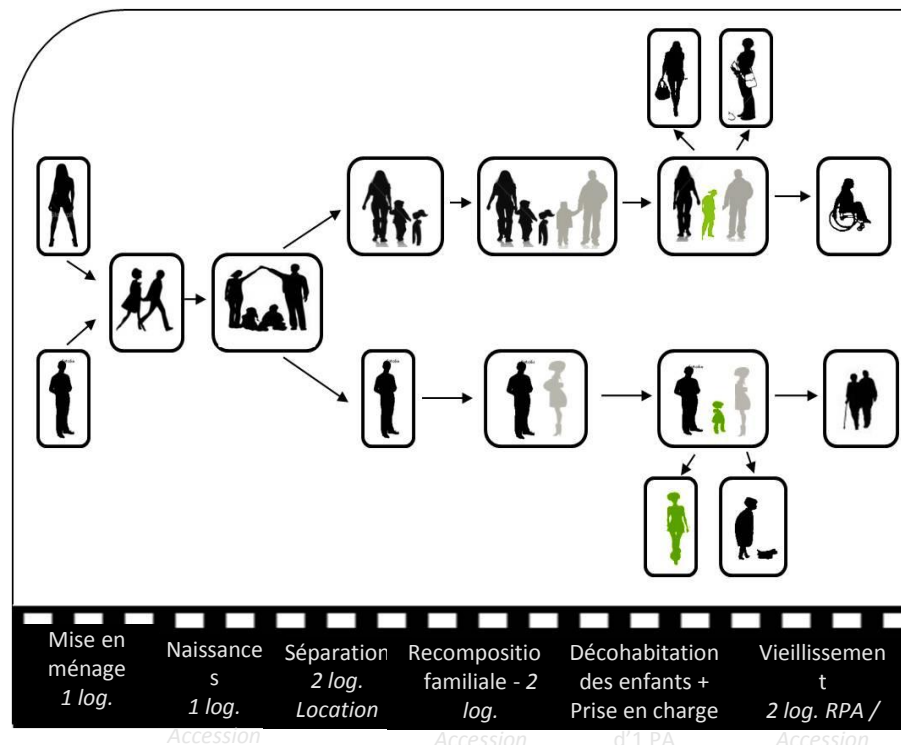 Mise en
ménage
1 log.
Naissance
s
1 log.
Accession
Séparation
2 log.
Location
Recompositio
familiale - 2
log.
Accession
Décohabitation
des enfants +
Prise en charge
d'1 PA
Vieillissemen
t
2 log. RPA /
Accession